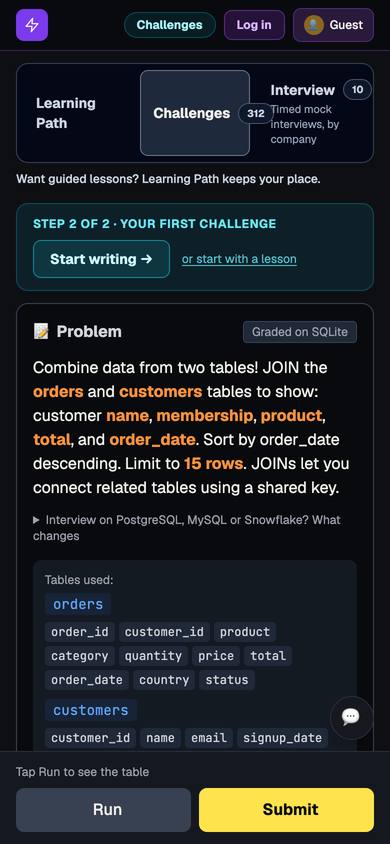 Challenges
Log in
Guest
Learning
Path
Challenges
312
Interview
10
Timed mock
interviews, by
company
Want guided lessons? Learning Path keeps your place.
STEP 2 OF 2 · YOUR FIRST CHALLENGE
Start writing →
or start with a lesson
Problem
Graded on SQLite
Combine data from two tables! JOIN the
orders and customers tables to show:
customer name, membership, product,
total, and order_date. Sort by order_date
descending. Limit to 15 rows. JOINs let you
connect related tables using a shared key.
▶ Interview on PostgreSQL, MySQL or Snowflake? What
changes
Tables used:
orders
order_id customer_id product
category quantity price total
order_date country status
customers
customer_id name email signup_date
Tap Run to see the table
Run
Submit